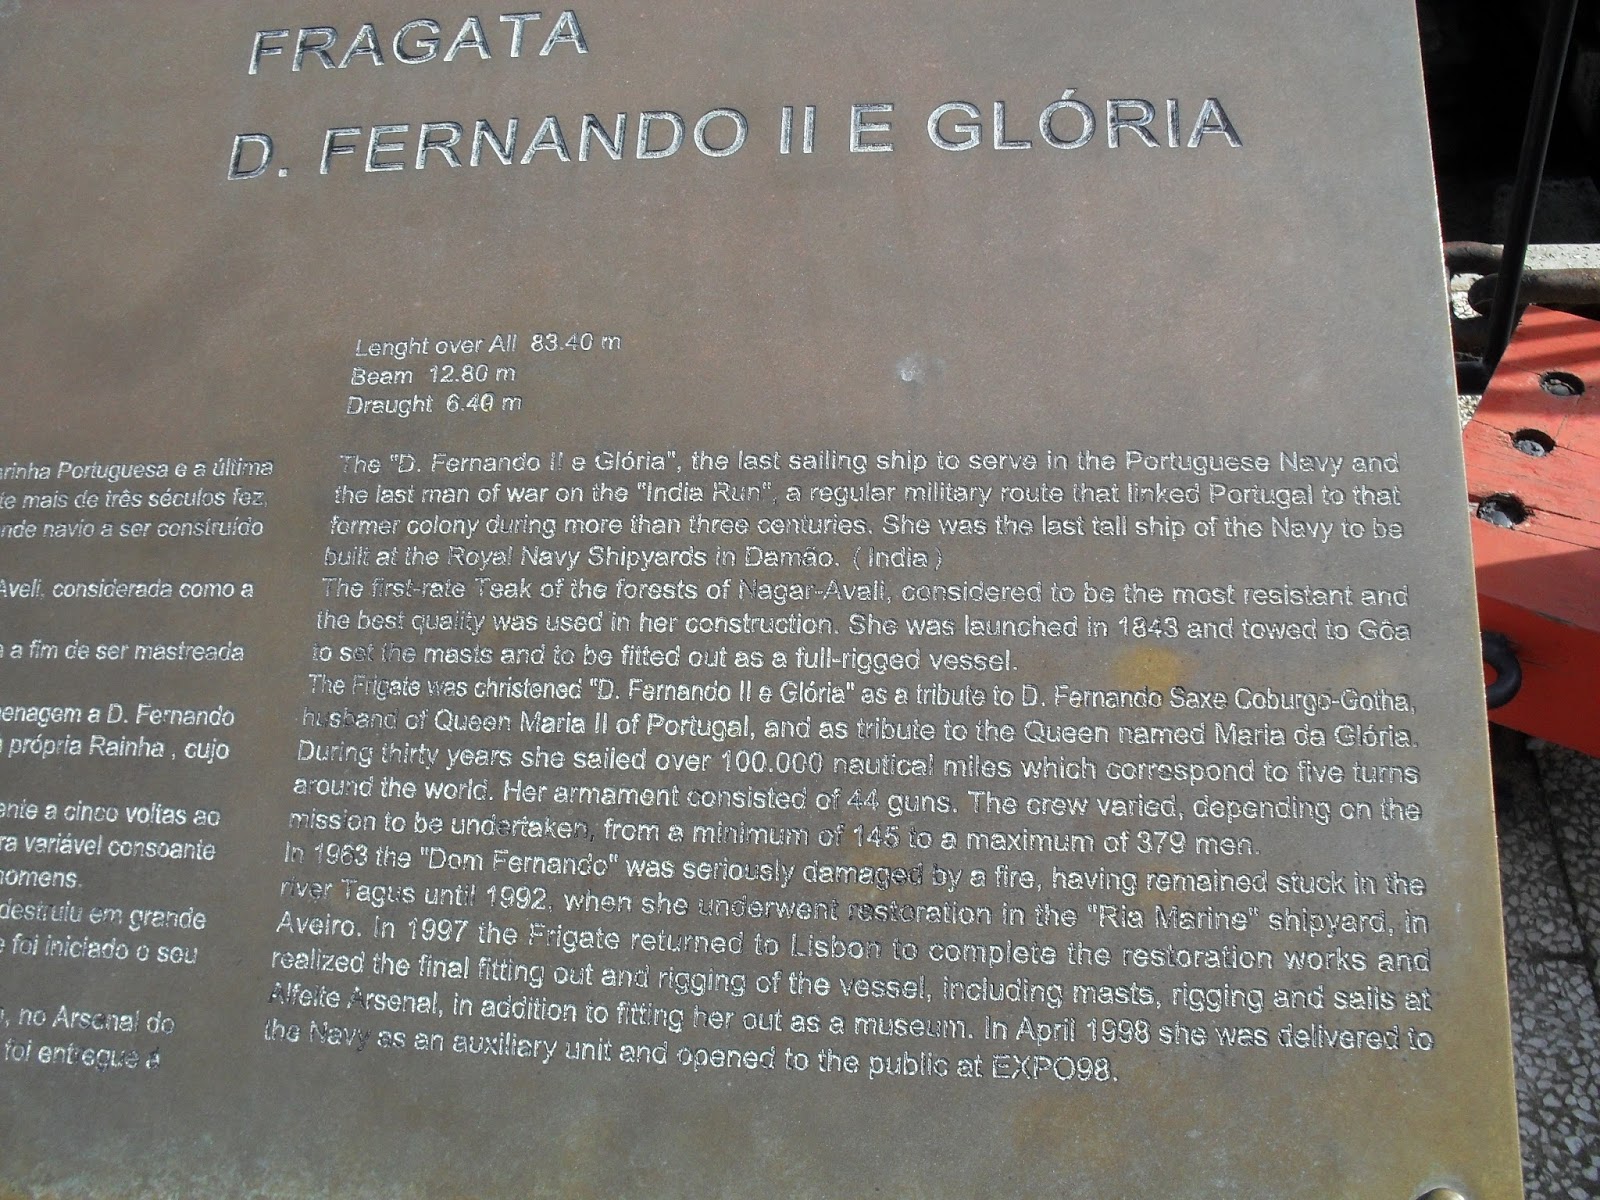 FRAGATA
D. FERNANDO II E GLÓRIA
Lenght over All 83.40 m
Beam 12.80 m
Draught 6.40 m
arinha Portuguesa e a última
te mais de três séculos fez,
nde navio a ser construído
Aveli, considerada como a
a a fim de ser mastreada
enagem a D. Fernando
à própria Rainha , cujo
ente a cinco voltas ao
ra variável consoante
homens.
destruiu em grande
e foi iniciado o seu
, no Arsenal do
foi entregue à
The "D. Fernando II e Glória", the last sailing ship to serve in the Portuguese Navy and
the last man of war on the "India Run", a regular military route that linked Portugal to that
former colony during more than three centuries. She was the last tall ship of the Navy to be
built at the Royal Navy Shipyards in Damão. ( India )
The first-rate Teak of the forests of Nagar-Avali, considered to be the most resistant and
the best quality was used in her construction. She was launched in 1843 and towed to Gôa
to set the masts and to be fitted out as a full-rigged vessel.
The Frigate was christened "D. Fernando II e Glória" as a tribute to D. Fernando Saxe Coburgo-Gotha,
husband of Queen Maria II of Portugal, and as tribute to the Queen named Maria da Glória.
During thirty years she sailed over 100.000 nautical miles which correspond to five turns
around the world. Her armament consisted of 44 guns. The crew varied, depending on the
mission to be undertaken, from a minimum of 145 to a maximum of 379 men.
In 1963 the "Dom Fernando" was seriously damaged by a fire, having remained stuck in the
river Tagus until 1992, when she underwent restoration in the "Ria Marine" shipyard, in
Aveiro. In 1997 the Frigate returned to Lisbon to complete the restoration works and
realized the final fitting out and rigging of the vessel, including masts, rigging and sails at
Alfeite Arsenal, in addition to fitting her out as a museum. In April 1998 she was delivered to
the Navy as an auxiliary unit and opened to the public at EXPO98.